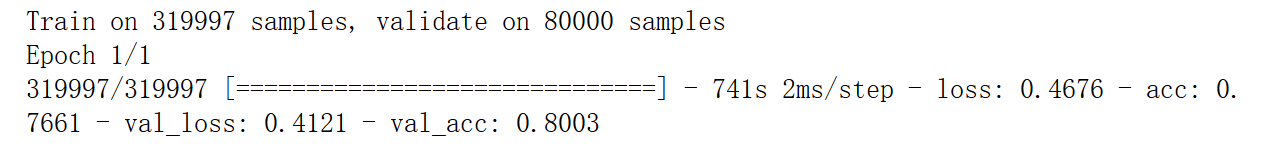 Train on 319997 samples, validate on 80000 samples
Epoch 1/1
319997/319997 [==============================] - 741s 2ms/step - loss: 0.4676 - acc: 0.
7661 - val_loss: 0.4121 - val_acc: 0.8003